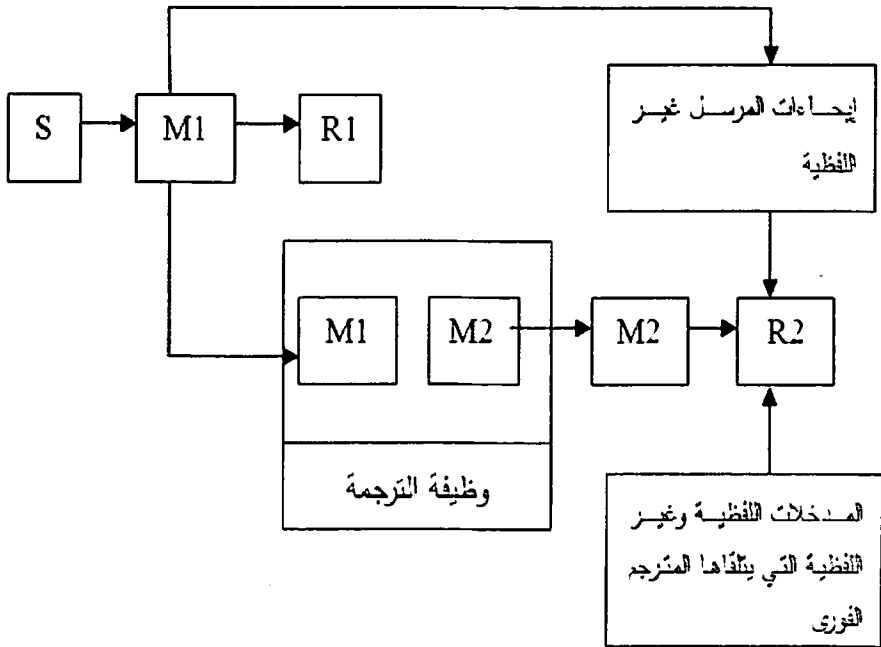 إيحاءات المرسل غير
اللفظية
S
M1
R1
M1
M2
M2
R2
وظيفة الترجمة
المدخلات اللفظية وغير
اللفظية التي يتلقاها المترجم
الفورى